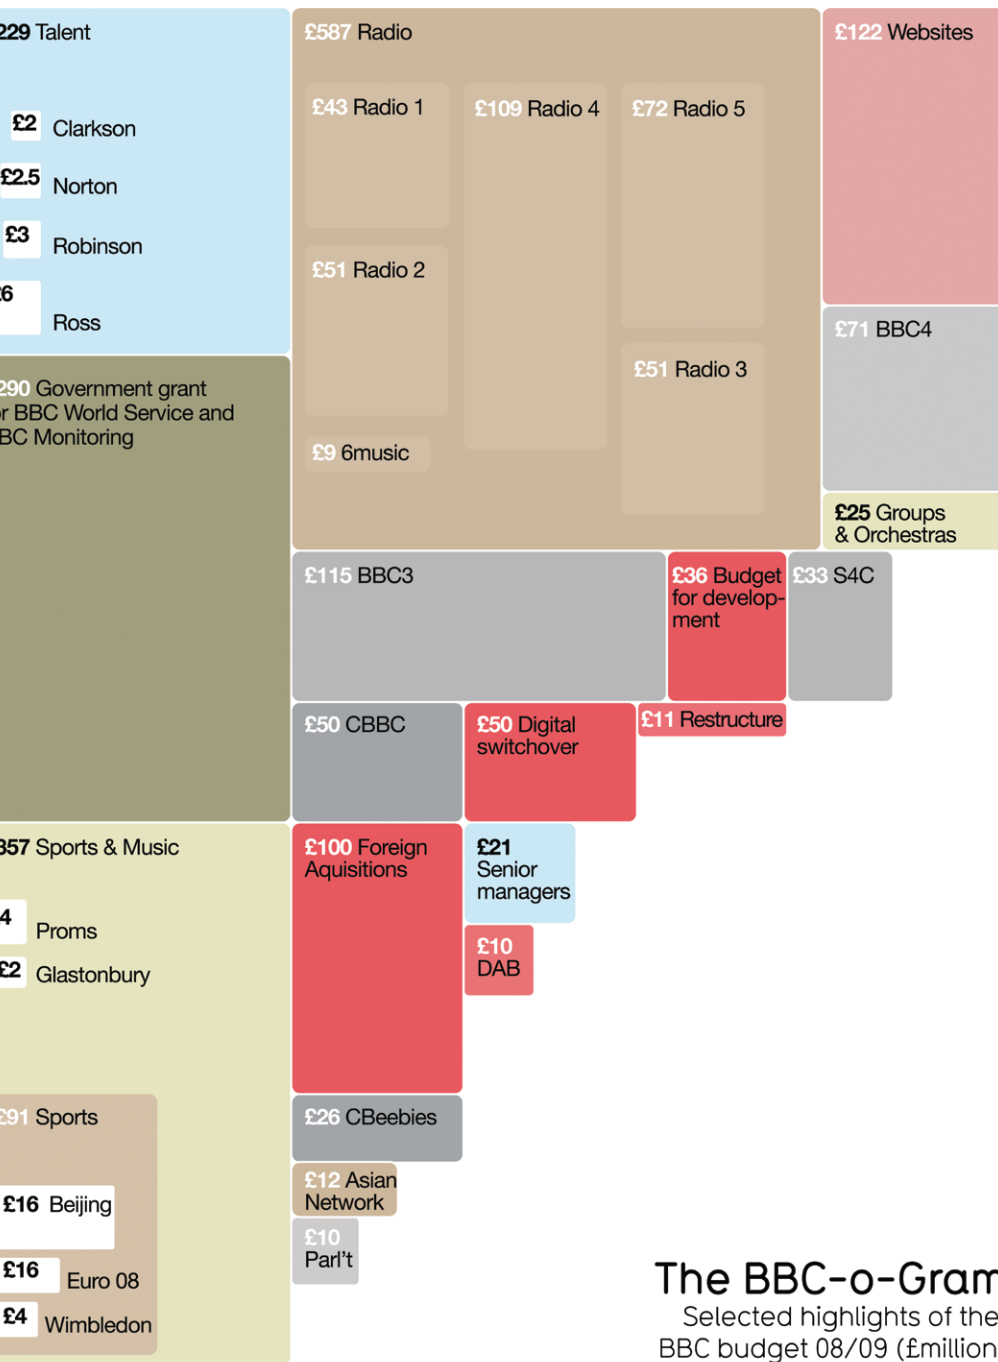 229 Talent
£2 Clarkson
£2.5 Norton
£3 Robinson
£6 Ross
290 Government grant
or BBC World Service and
BC Monitoring
357 Sports & Music
4 Proms
£2 Glastonbury
£91 Sports
£16 Beijing
£16 Euro 08
£4 Wimbledon
£587 Radio
£43 Radio 1
£109 Radio 4
£72 Radio 5
£51 Radio 2
£51 Radio 3
£9 6music
£122 Websites
£71 BBC4
£25 Groups
& Orchestras
£115 BBC3
£36 Budget
for develop-
ment
£33 S4C
£50 CBBC
£50 Digital
switchover
£11 Restructure
£100 Foreign
Aquisitions
£21
Senior
managers
£10
DAB
£26 CBeebies
£12 Asian
Network
£10
Parl't
The BBC-o-Gram
Selected highlights of the
BBC budget 08/09 (£million